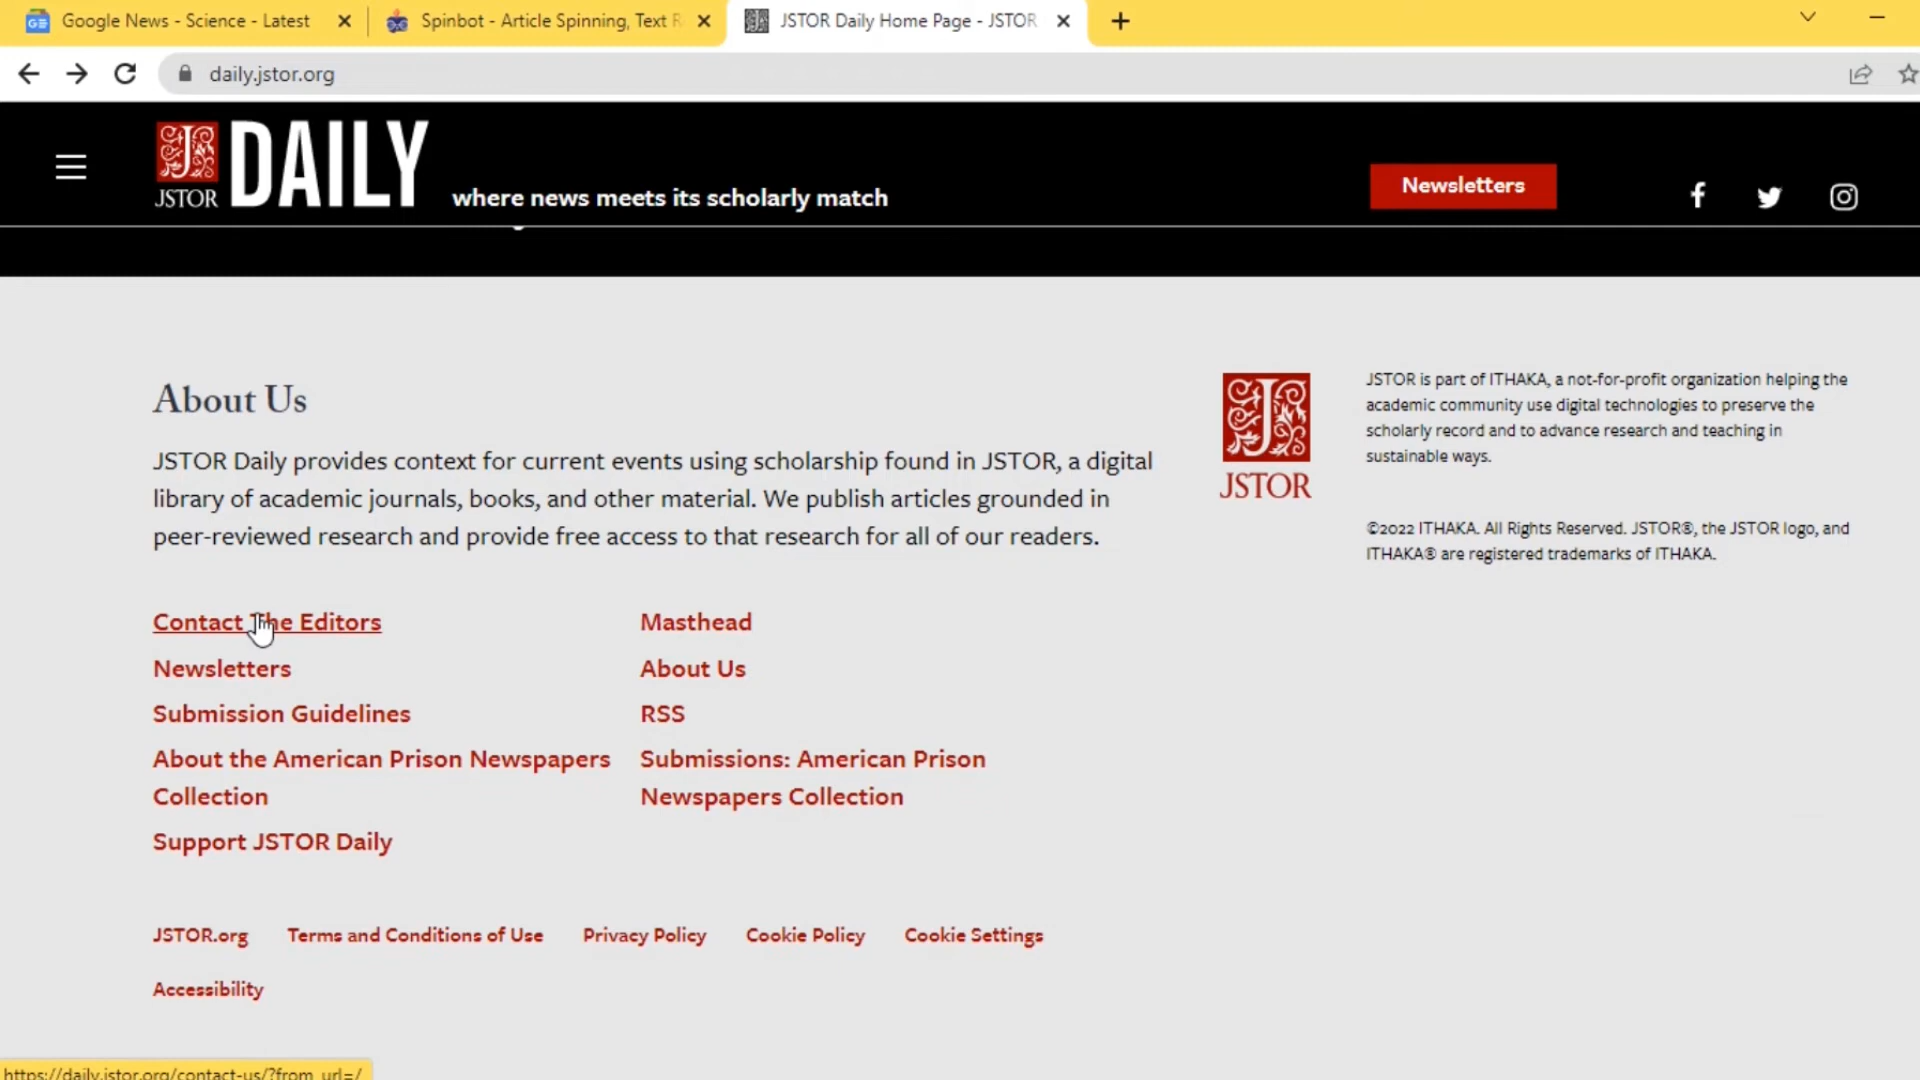 Google News - Science - Latest
Spinbot - Article Spinning, Text R
JSTOR Daily Home Page - JSTOR
daily.jstor.org
JSTOR
DAILY
where news meets its scholarly match
Newsletters
About Us
JSTOR Daily provides context for current events using scholarship found in JSTOR, a digital
library of academic journals, books, and other material. We publish articles grounded in
peer-reviewed research and provide free access to that research for all of our readers.
JSTOR
JSTOR is part of ITHAKA, a not-for-profit organization helping the
academic community use digital technologies to preserve the
scholarly record and to advance research and teaching in
sustainable ways.
©2022 ITHAKA. All Rights Reserved. JSTOR®, the JSTOR logo, and
ITHAKA® are registered trademarks of ITHAKA.
Contact The Editors
Newsletters
Submission Guidelines
About the American Prison Newspapers
Collection
Support JSTOR Daily
Masthead
About Us
RSS
Submissions: American Prison
Newspapers Collection
JSTOR.org
Terms and Conditions of Use
Privacy Policy
Cookie Policy
Cookie Settings
Accessibility
https://daily.jstor.org/contact-us/?from_url=/